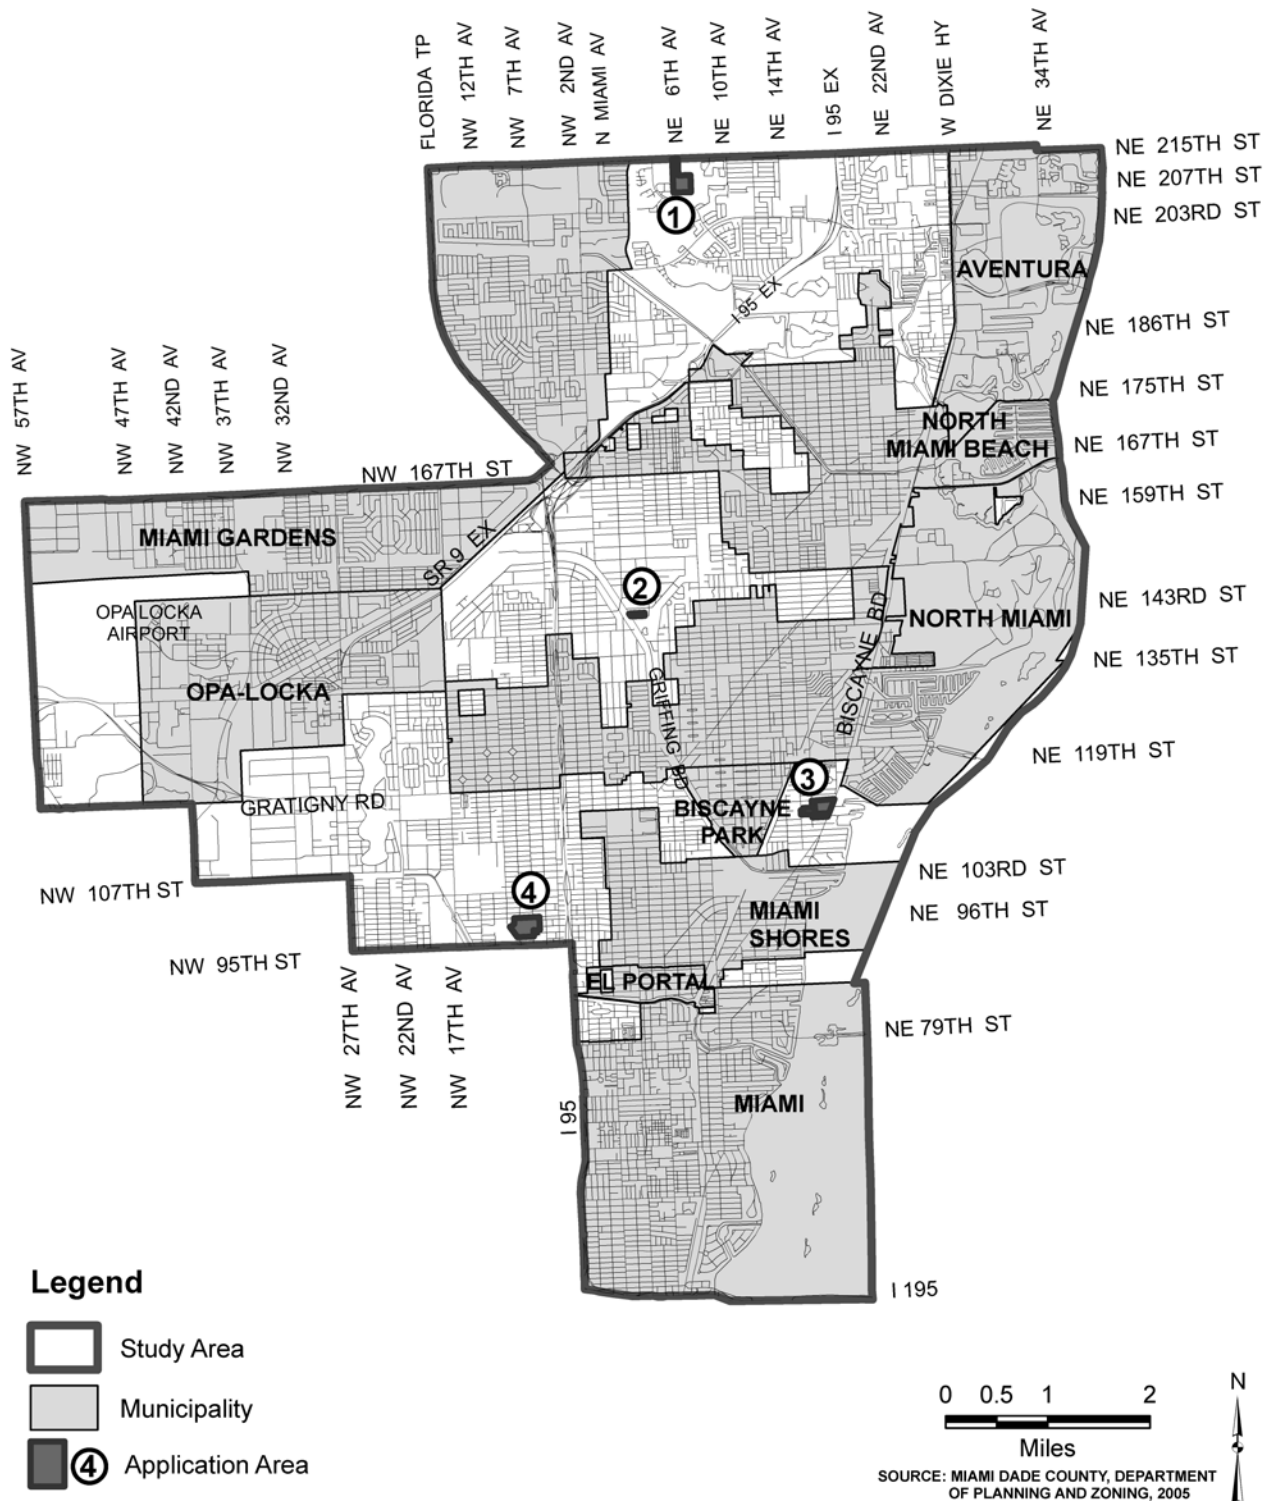 FLORIDA TP
NW 12TH AV
NW 7TH AV
NW 2ND AV
N MIAMI AV
NE 6TH AV
NE 10TH AV
NE 14TH AV
I 95 EX
NE 22ND AV
W DIXIE HY
NE 34TH AV
NE 215TH ST
NE 207TH ST
NE 203RD ST
1
AVENTURA
I 95 EX
NE 186TH ST
NW 57TH AV
NW 47TH AV
NW 42ND AV
NW 37TH AV
NW 32ND AV
NE 175TH ST
NORTH
MIAMI BEACH
NE 167TH ST
NW 167TH ST
NE 159TH ST
MIAMI GARDENS
SR 9 EX
2
OPA LOCKA
AIRPORT
NORTH MIAMI
NE 143RD ST
NE 135TH ST
BISCAYNE BD
OPA-LOCKA
GRIFFING BD
NE 119TH ST
3
GRATIGNY RD
BISCAYNE
PARK
NE 103RD ST
NW 107TH ST
4
MIAMI
SHORES
NE 96TH ST
NW 95TH ST
EL PORTAL
NW 27TH AV
NW 22ND AV
NW 17TH AV
NE 79TH ST
MIAMI
I 95
I 195
Legend
Study Area
Municipality
4 Application Area
0 0.5 1 2
Miles
N
SOURCE: MIAMI DADE COUNTY, DEPARTMENT
OF PLANNING AND ZONING, 2005